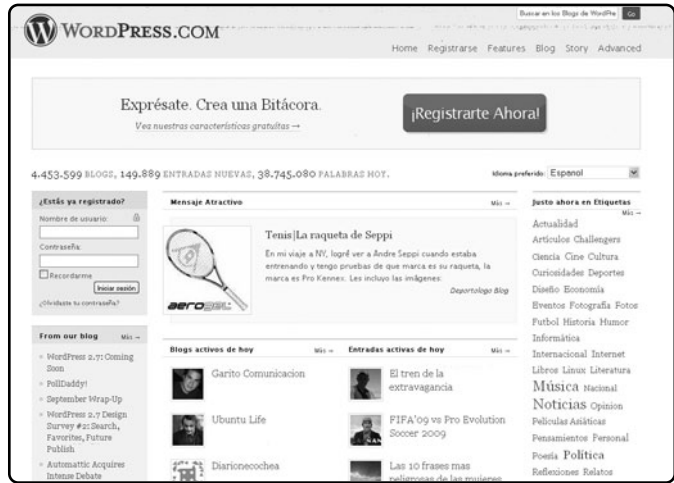 Buscar en los Blogs de WordPre Go
WORDPRESS.COM
Home Registrarse Features Blog Story Advanced
Exprésate. Crea una Bitácora.
Vea nuestras características gratuitas →
¡Registrarte Ahora!
4.453.599 BLOGS, 149.889 ENTRADAS NUEVAS, 38.745.080 PALABRAS HOY.
Idioma preferido: Espanol
¿Estás ya registrado?
Nombre de usuario:
Contraseña:
Recordarme
Iniciar sesión
¿Olvidaste tu contraseña?
From our blog Más →
WordPress 2.7: Coming
Soon
PollDaddy!
September Wrap-Up
WordPress 2.7 Design
Survey #2: Search,
Favorites, Future
Publish
Automattic Acquires
Intense Debate
Mensaje Atractivo Más →
Tenis|La raqueta de Seppi
En mi viaje a NY, logré ver a Andre Seppi cuando estaba
entrenando y tengo pruebas de que marca es su raqueta, la
marca es Pro Kennex. Les incluyo las imágenes:
Deportologo Blog
aerogel
Blogs activos de hoy Más →
Garito Comunicacion
Ubuntu Life
Diarionecochea
Entradas activas de hoy Más →
El tren de la
extravagancia
FIFA'09 vs Pro Evolution
Soccer 2009
Las 10 frases mas
peligrosas de las mujeres
Justo ahora en Etiquetas
Más →
Actualidad
Artículos Challengers
Ciencia Cine Cultura
Curiosidades Deportes
Diseño Economía
Eventos Fotografía Fotos
Futbol Historia Humor
Informática
Internacional Internet
Libros Linux Literatura
Música Nacional
Noticias Opinion
Peliculas Asiáticas
Pensamientos Personal
Poesía Política
Reflexiones Relatos